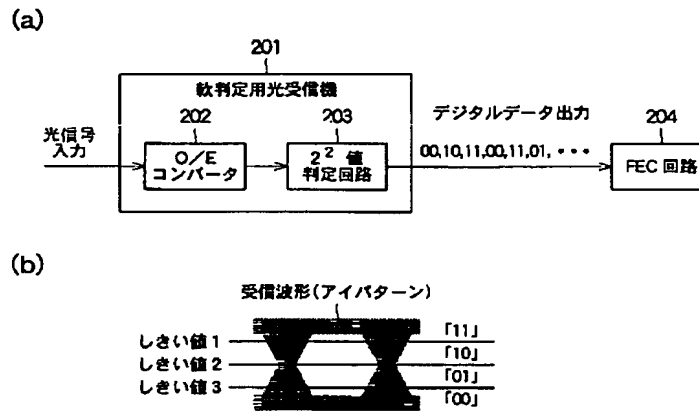 (a)
201
軟判定用光受信機
光信号
入力
202
O/E
コンバータ
203
2² 値
判定回路
デジタルデータ出力
00,10,11,00,11,01,・・・
204
FEC 回路
(b)
受信波形(アイパターン)
しきい値1
しきい値2
しきい値3
「11」
「10」
「01」
「00」